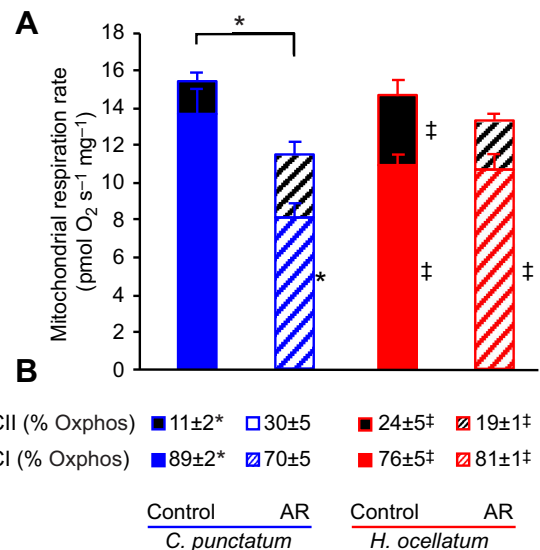 A
*
Mitochondrial respiration rate
(pmol O₂ s⁻¹ mg⁻¹)
18
16
14
12
10
8
6
4
2
0
‡
*
‡
‡
B
CII (% Oxphos) 11±2* 30±5 24±5‡ 19±1‡
CI (% Oxphos) 89±2* 70±5 76±5‡ 81±1‡
Control AR Control AR
C. punctatum H. ocellatum